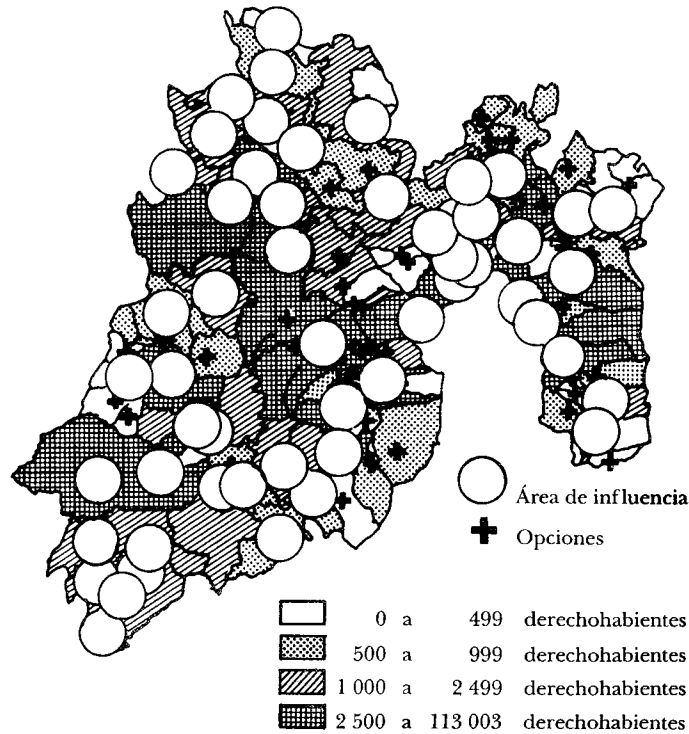 Área de influencia
Opciones
0 a 499 derechohabientes
500 a 999 derechohabientes
1 000 a 2 499 derechohabientes
2 500 a 113 003 derechohabientes